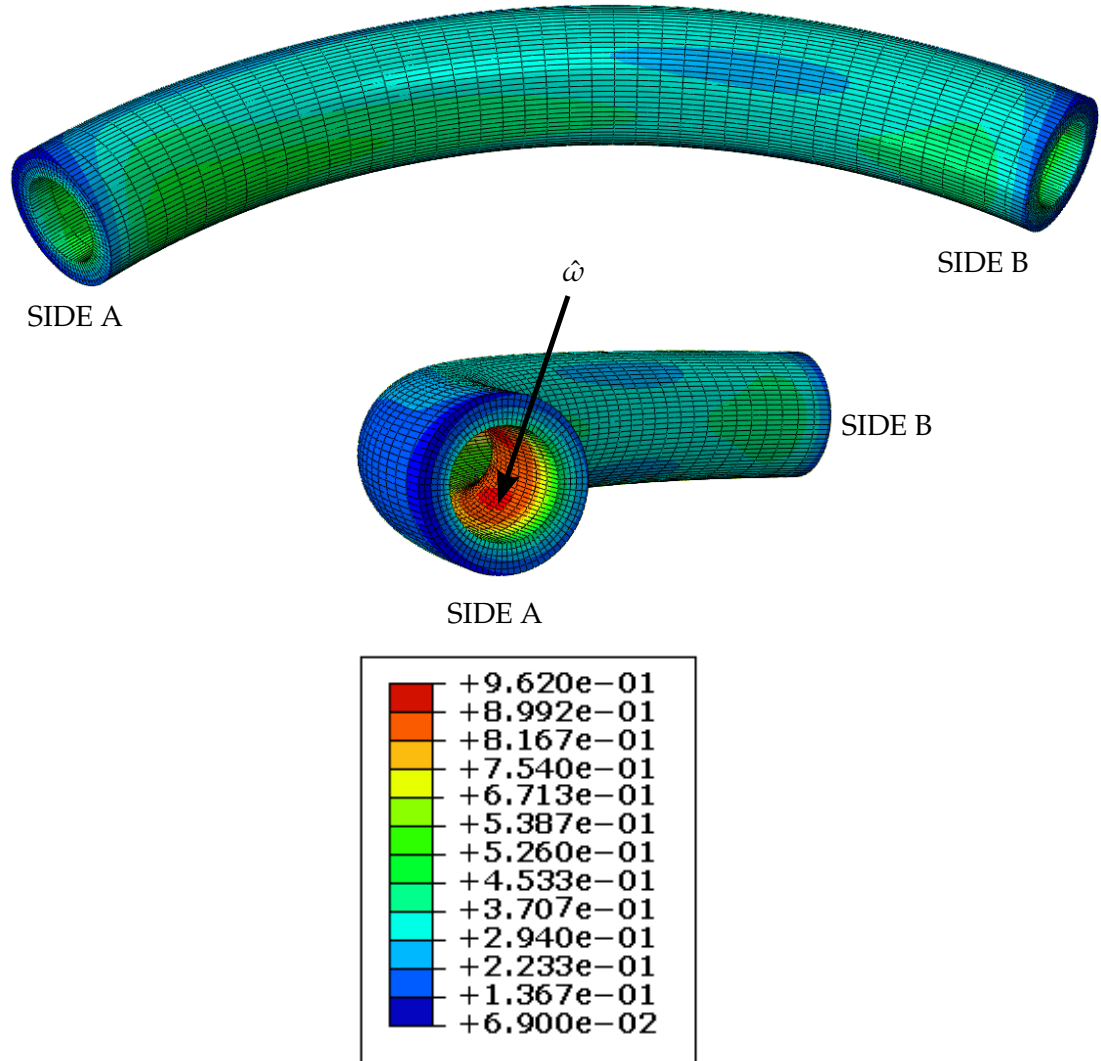 SIDE A
SIDE B
ω̂
SIDE B
SIDE A
+9.620e-01
+8.992e-01
+8.167e-01
+7.540e-01
+6.713e-01
+5.387e-01
+5.260e-01
+4.533e-01
+3.707e-01
+2.940e-01
+2.233e-01
+1.367e-01
+6.900e-02